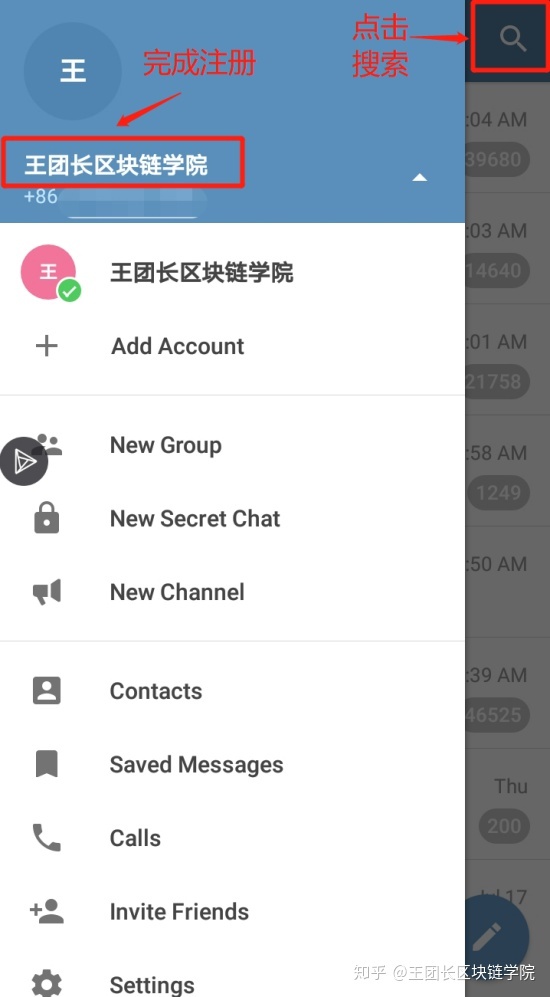 王
完成注册
点击
搜索
王团长区块链学院
+86
:04 AM
39680
王
王团长区块链学院
:03 AM
14640
Add Account
:01 AM
21758
New Group
:58 AM
1249
New Secret Chat
:50 AM
New Channel
:39 AM
46525
Contacts
Saved Messages
Thu
200
Calls
Jul 17
Invite Friends
Settings
知乎 @王团长区块链学院